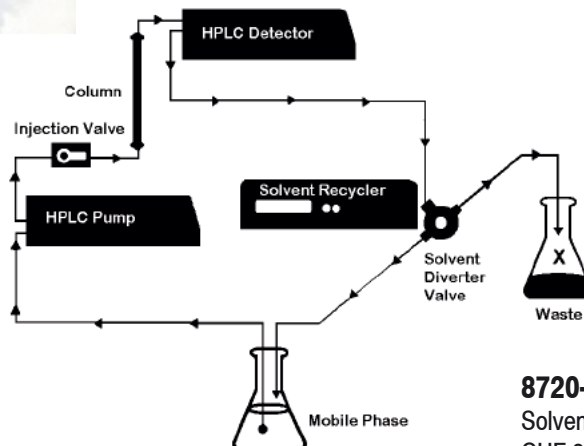 HPLC Detector
Column
Injection Valve
HPLC Pump
Solvent Recycler
Solvent
Diverter
Valve
X
Waste
Mobile Phase
8720-
Solven